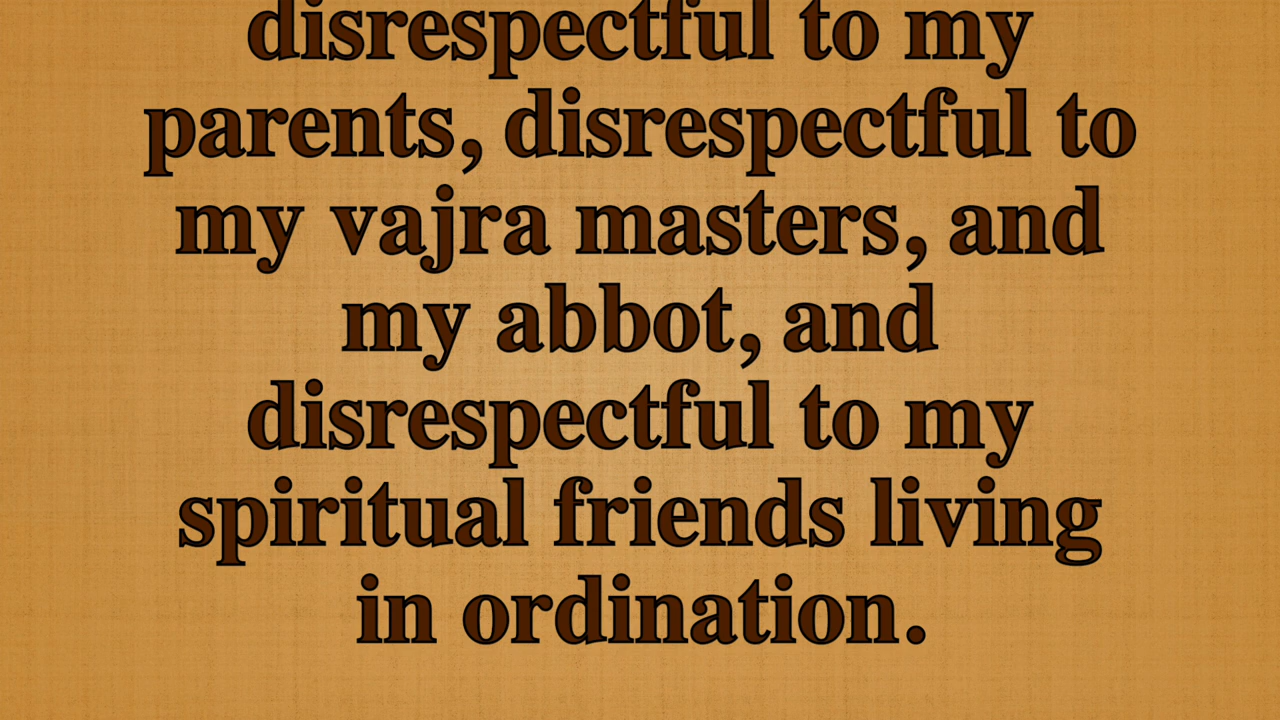 disrespectful to my
parents, disrespectful to
my vajra masters, and
my abbot, and
disrespectful to my
spiritual friends living
in ordination.